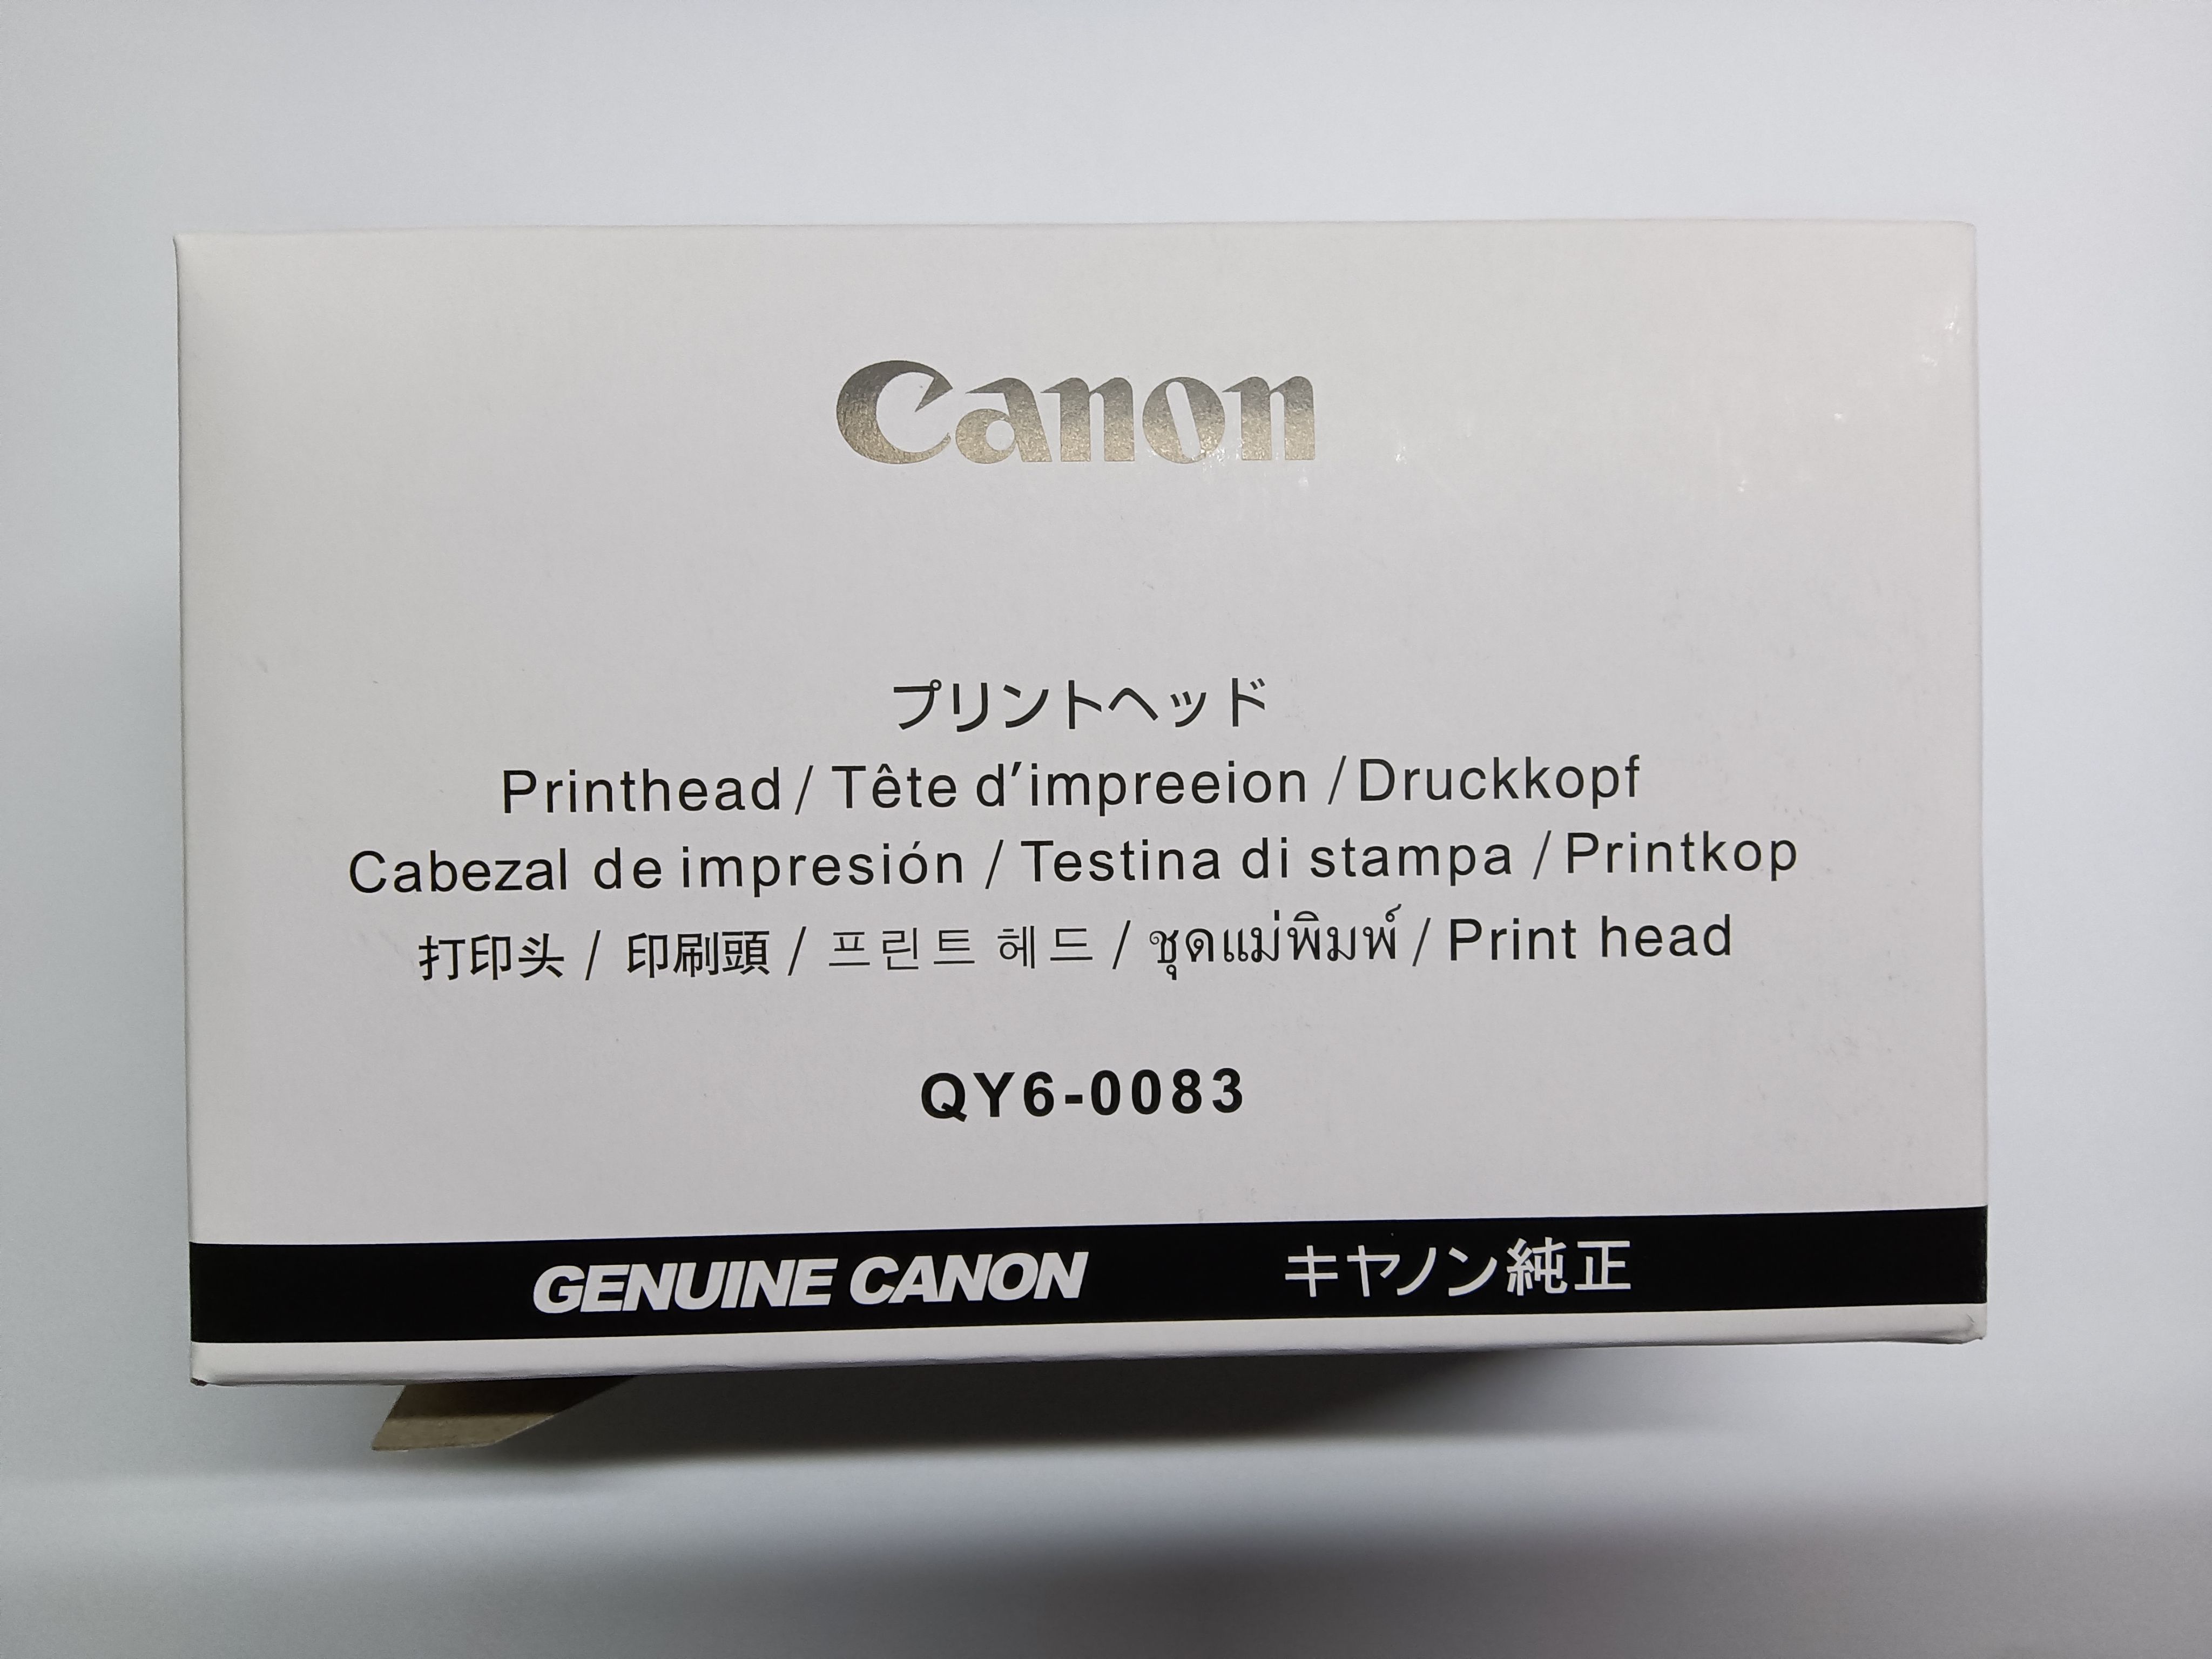 Canon
プリントヘッド
Printhead / Tête d’impreeion / Druckkopf
Cabezal de impresión / Testina di stampa / Printkop
打印头 / 印刷頭 / 프린트 헤드 / ชุดแม่พิมพ์ / Print head
QY6-0083
GENUINE CANON キヤノン純正